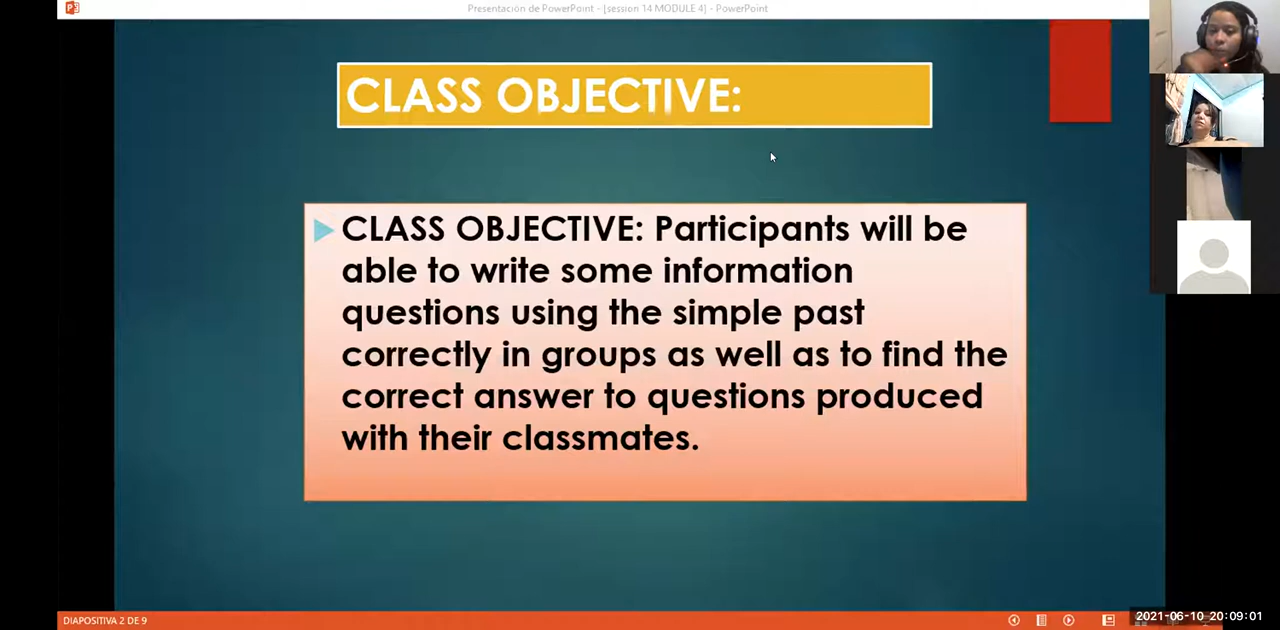 Presentación de PowerPoint - [session 14 MODULE 4] - PowerPoint
CLASS OBJECTIVE:
CLASS OBJECTIVE: Participants will be
able to write some information
questions using the simple past
correctly in groups as well as to find the
correct answer to questions produced
with their classmates.
DIAPOSITIVA 2 DE 9
2021-06-10 20:09:01